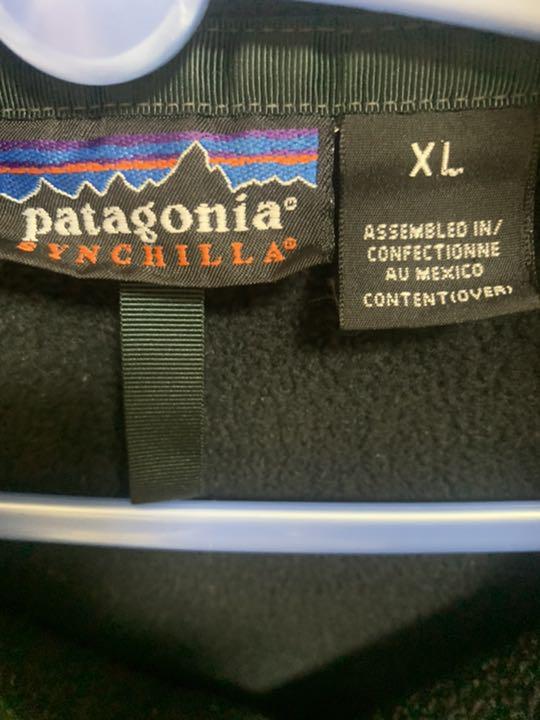 patagonia®
SYNCHILLA®
XL
ASSEMBLED IN/
CONFECTIONNE
AU MEXICO
CONTENT(OVER)